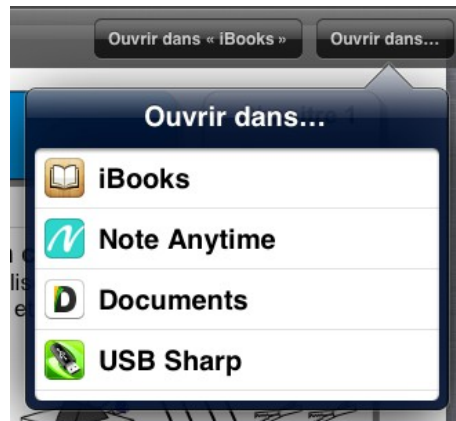 Ouvrir dans « iBooks »
Ouvrir dans...
Ouvrir dans...
iBooks
Note Anytime
Documents
USB Sharp